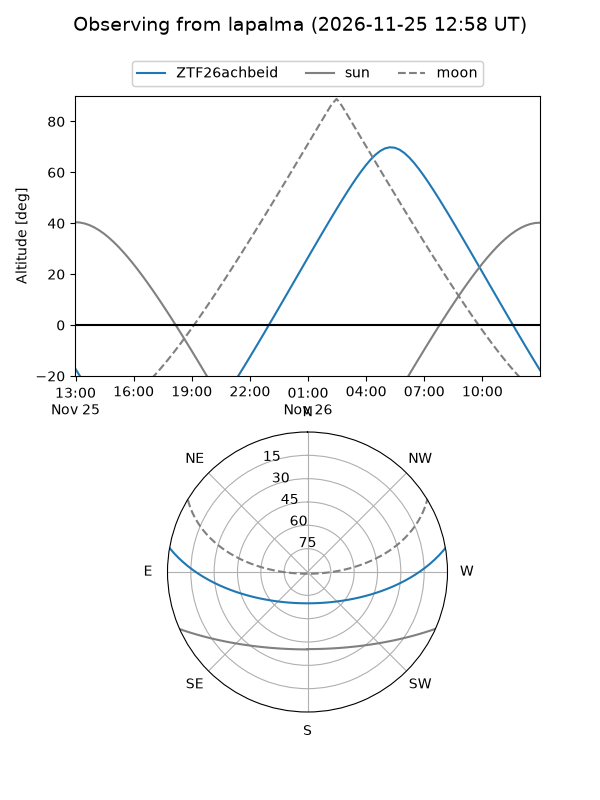 Observing from lapalma (2026-11-25 12:58 UT)
ZTF26achbeid sun moon
Altitude [deg]
80
60
40
20
0
−20
13:00 16:00 19:00 22:00 01:00 04:00 07:00 10:00
Nov 25 Nov 26
N
NE NW
15
30
45
60
75
E W
SE SW
S